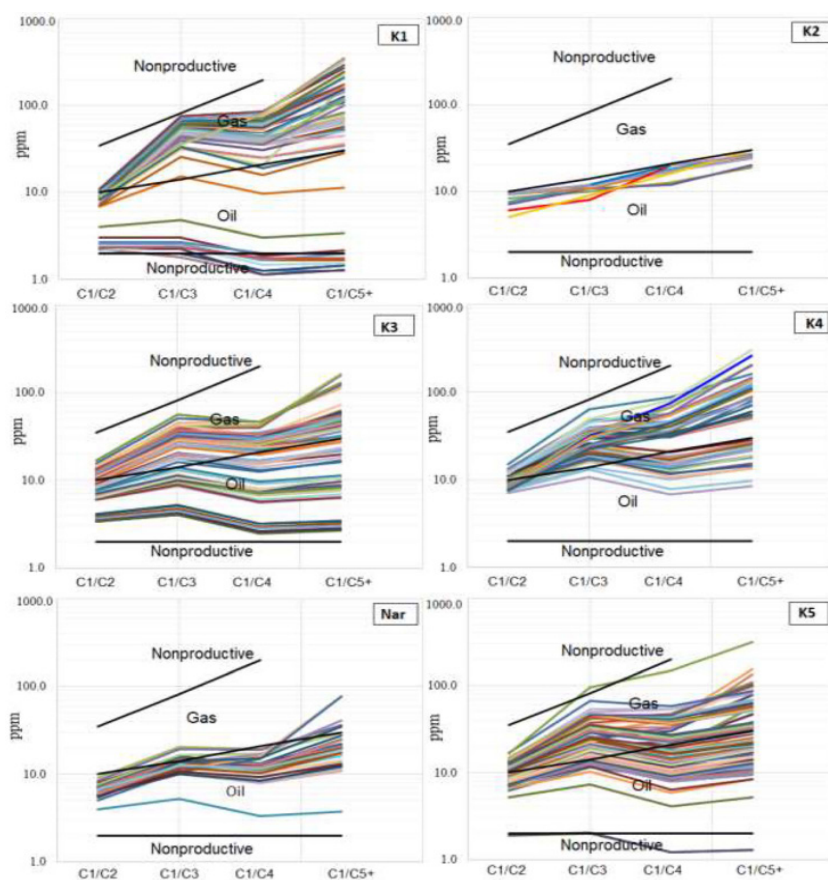 K1
1000.0
Nonproductive
100.0
Gas
ppm
10.0
Oil
Nonproductive
1.0
C1/C2 C1/C3 C1/C4 C1/C5+
K2
1000.0
Nonproductive
100.0
Gas
ppm
10.0
Oil
Nonproductive
1.0
C1/C2 C1/C3 C1/C4 C1/C5+
K3
1000.0
Nonproductive
100.0
Gas
ppm
10.0
Oil
Nonproductive
1.0
C1/C2 C1/C3 C1/C4 C1/C5+
K4
1000.0
Nonproductive
100.0
Gas
ppm
10.0
Oil
Nonproductive
1.0
C1/C2 C1/C3 C1/C4 C1/C5+
Nar
1000.0
Nonproductive
100.0
Gas
ppm
10.0
Oil
Nonproductive
1.0
C1/C2 C1/C3 C1/C4 C1/C5+
K5
1000.0
Nonproductive
100.0
Gas
ppm
10.0
Oil
Nonproductive
1.0
C1/C2 C1/C3 C1/C4 C1/C5+